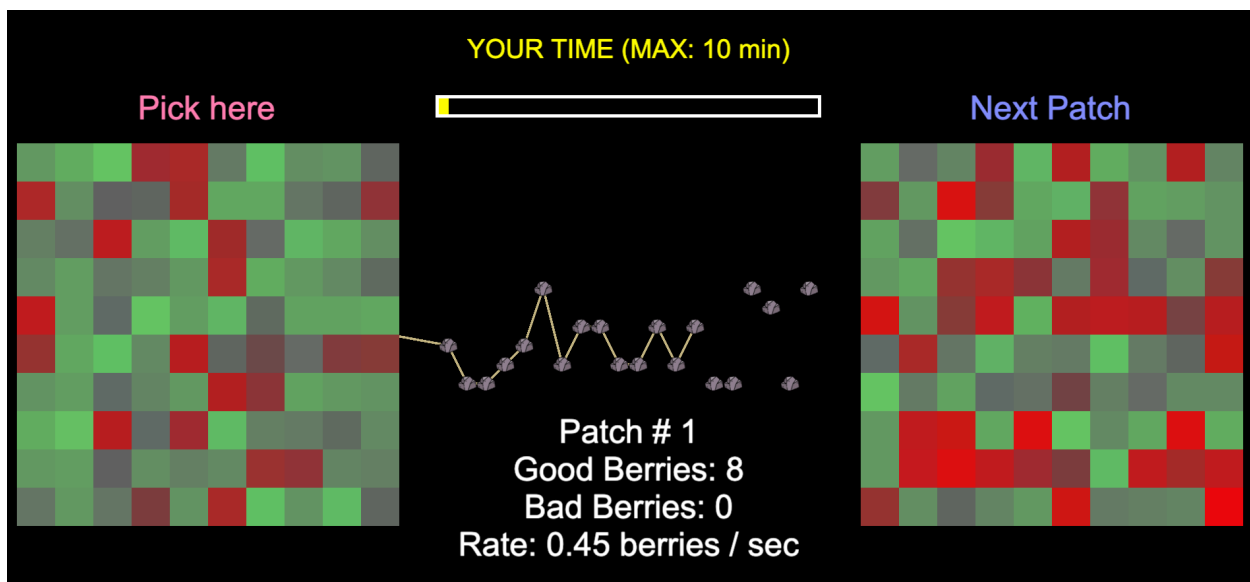 YOUR TIME (MAX: 10 min)
Pick here
Next Patch
Patch # 1
Good Berries: 8
Bad Berries: 0
Rate: 0.45 berries / sec